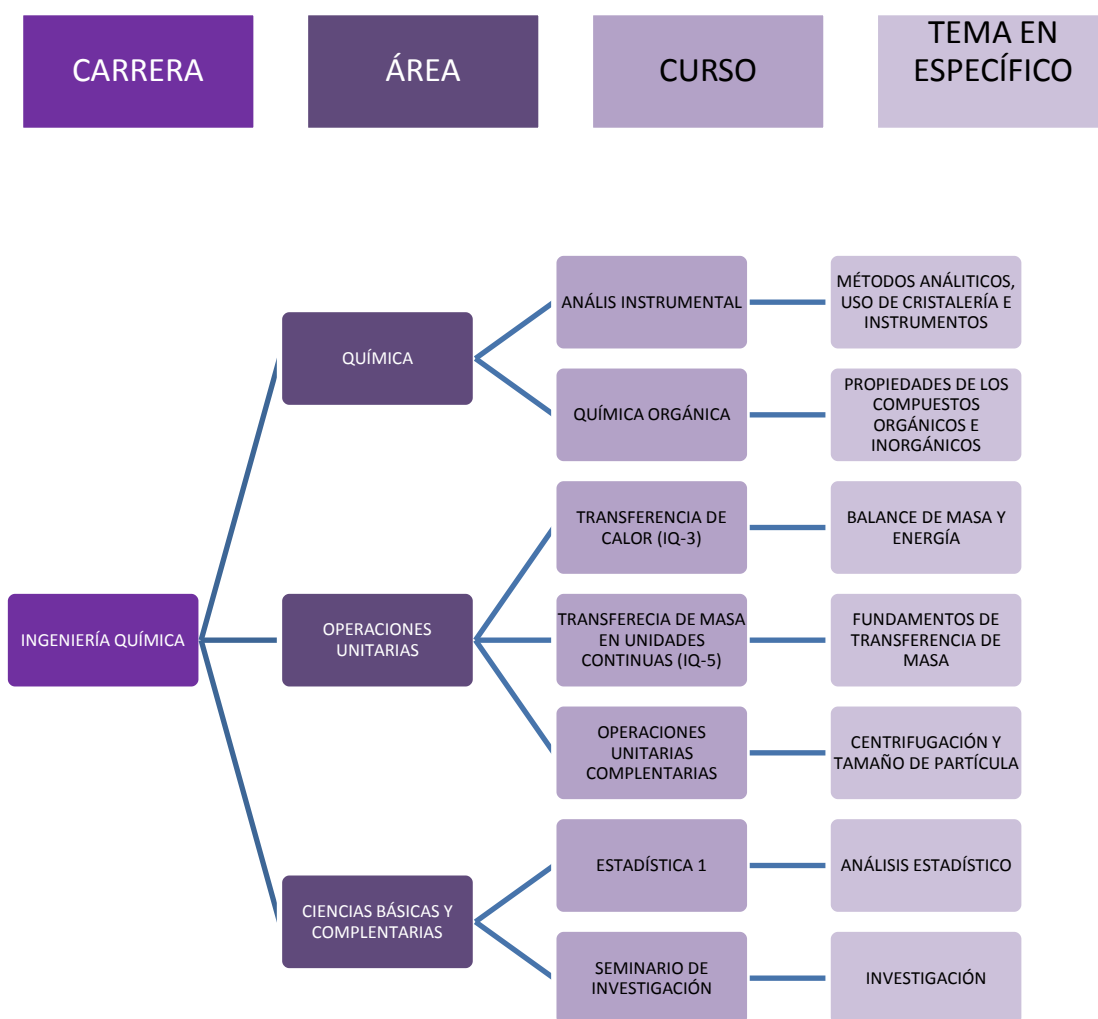 CARRERA
ÁREA
CURSO
TEMA EN
ESPECÍFICO
INGENIERÍA QUÍMICA
QUÍMICA
ANÁLIS INSTRUMENTAL
MÉTODOS ANÁLITICOS,
USO DE CRISTALERÍA E
INSTRUMENTOS
QUÍMICA ORGÁNICA
PROPIEDADES DE LOS
COMPUESTOS
ORGÁNICOS E
INORGÁNICOS
OPERACIONES
UNITARIAS
TRANSFERENCIA DE
CALOR (IQ-3)
BALANCE DE MASA Y
ENERGÍA
TRANSFERECIA DE MASA
EN UNIDADES
CONTINUAS (IQ-5)
FUNDAMENTOS DE
TRANSFERENCIA DE
MASA
OPERACIONES
UNITARIAS
COMPLENTARIAS
CENTRIFUGACIÓN Y
TAMAÑO DE PARTÍCULA
CIENCIAS BÁSICAS Y
COMPLENTARIAS
ESTADÍSTICA 1
ANÁLISIS ESTADÍSTICO
SEMINARIO DE
INVESTIGACIÓN
INVESTIGACIÓN